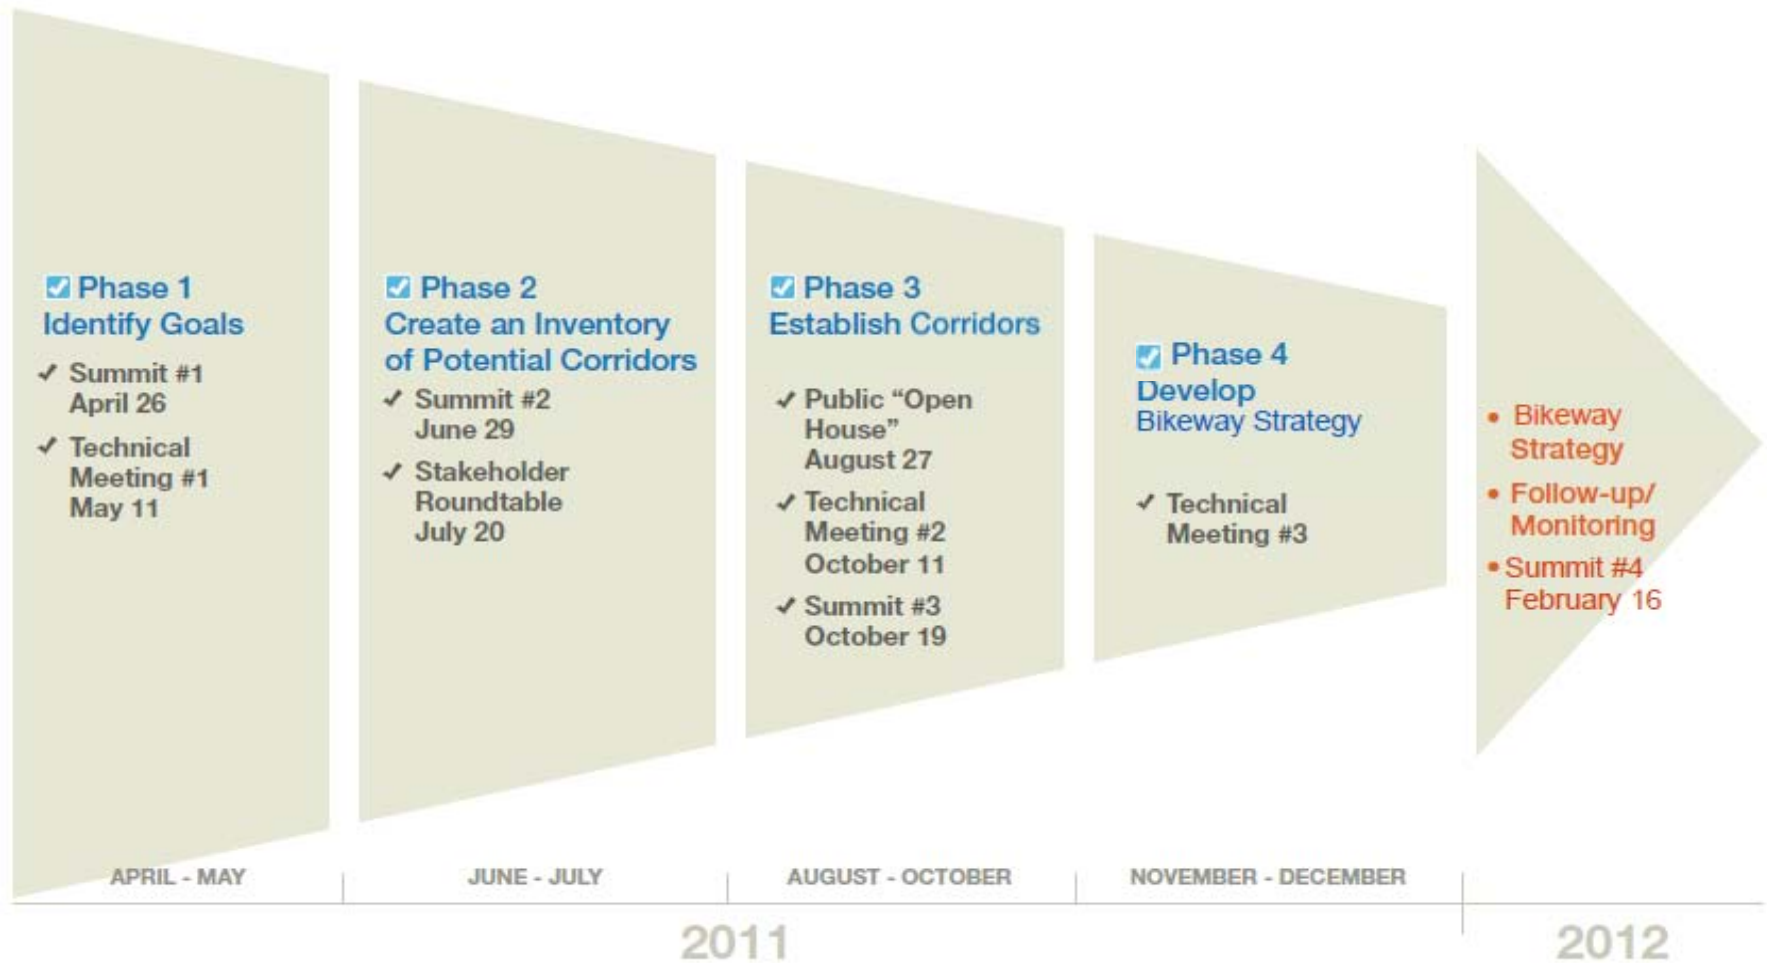 Phase 1
Identify Goals
Summit #1
April 26
Technical
Meeting #1
May 11
Phase 2
Create an Inventory
of Potential Corridors
Summit #2
June 29
Stakeholder
Roundtable
July 20
Phase 3
Establish Corridors
Public “Open
House”
August 27
Technical
Meeting #2
October 11
Summit #3
October 19
Phase 4
Develop
Bikeway Strategy
Technical
Meeting #3
• Bikeway
Strategy
• Follow-up/
Monitoring
• Summit #4
February 16
APRIL - MAY
JUNE - JULY
AUGUST - OCTOBER
NOVEMBER - DECEMBER
2011
2012